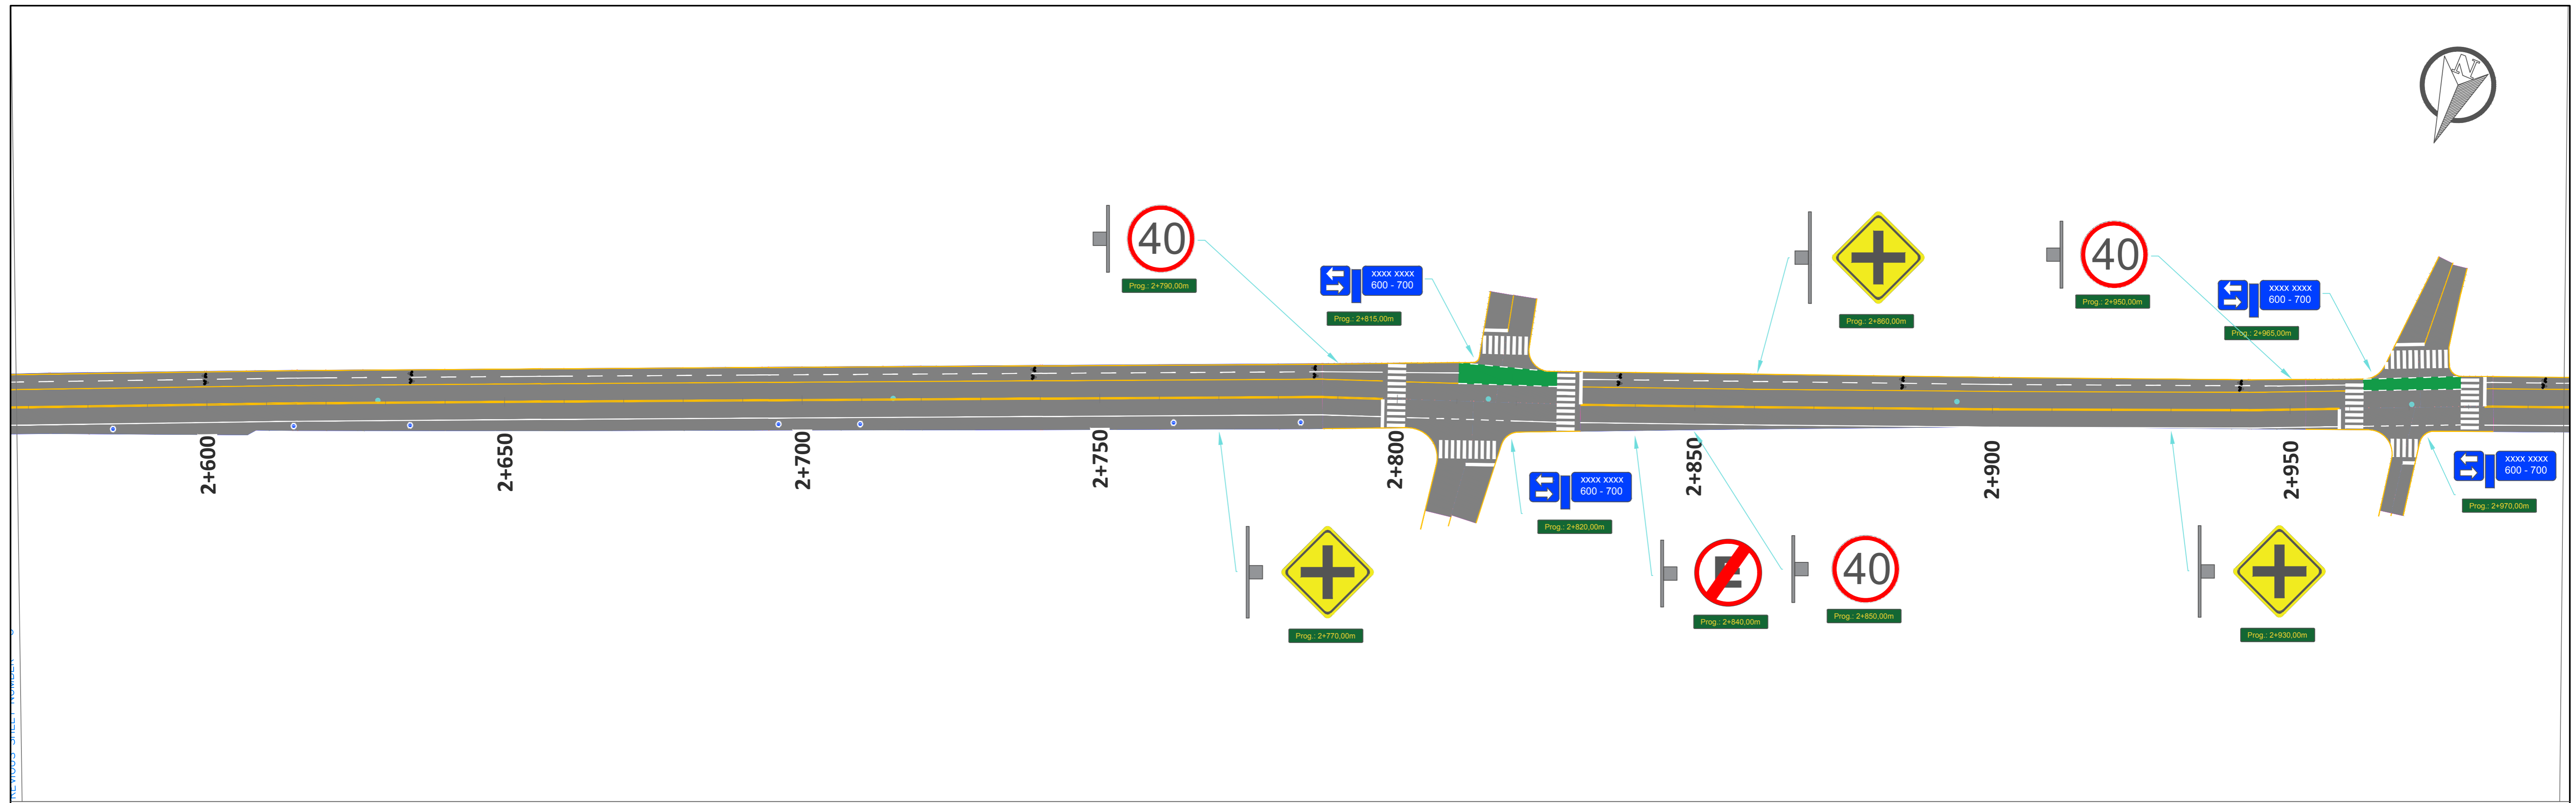 N
40
Prog.: 2+790,00m
XXXX XXXX
600 - 700
Prog.: 2+815,00m
Prog.: 2+860,00m
40
Prog.: 2+950,00m
XXXX XXXX
600 - 700
Prog.: 2+965,00m
2+600
2+650
2+700
2+750
2+800
2+850
2+900
2+950
XXXX XXXX
600 - 700
Prog.: 2+820,00m
XXXX XXXX
600 - 700
Prog.: 2+970,00m
Prog.: 2+770,00m
E
Prog.: 2+840,00m
40
Prog.: 2+850,00m
Prog.: 2+930,00m